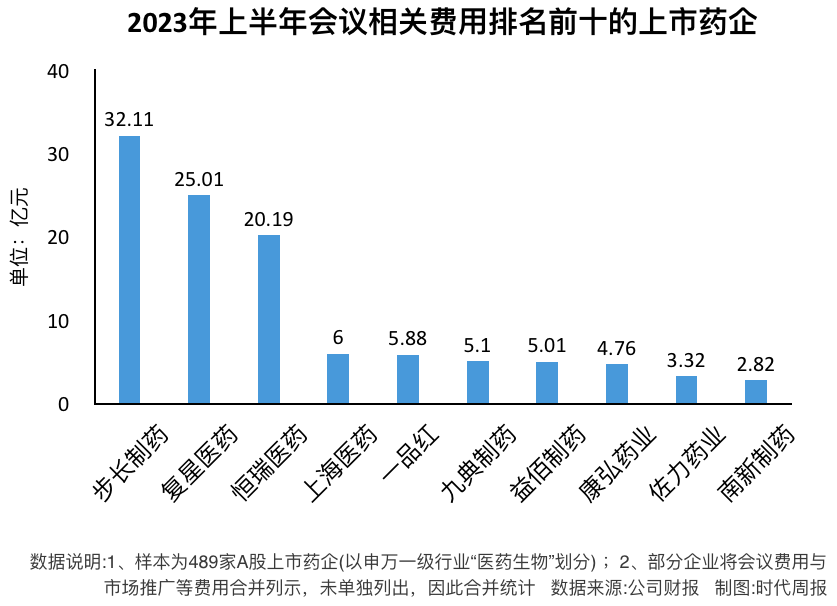 2023年上半年会议相关费用排名前十的上市药企
单位：亿元
40
30
20
10
0
32.11
25.01
20.19
6
5.88
5.1
5.01
4.76
3.32
2.82
步长制药
复星医药
恒瑞医药
上海医药
一品红
九典制药
益佰制药
康弘药业
佐力药业
南新制药
数据说明:1、样本为489家A股上市药企(以申万一级行业“医药生物”划分)；2、部分企业将会议费用与
市场推广等费用合并列示，未单独列出，因此合并统计 数据来源:公司财报 制图:时代周报